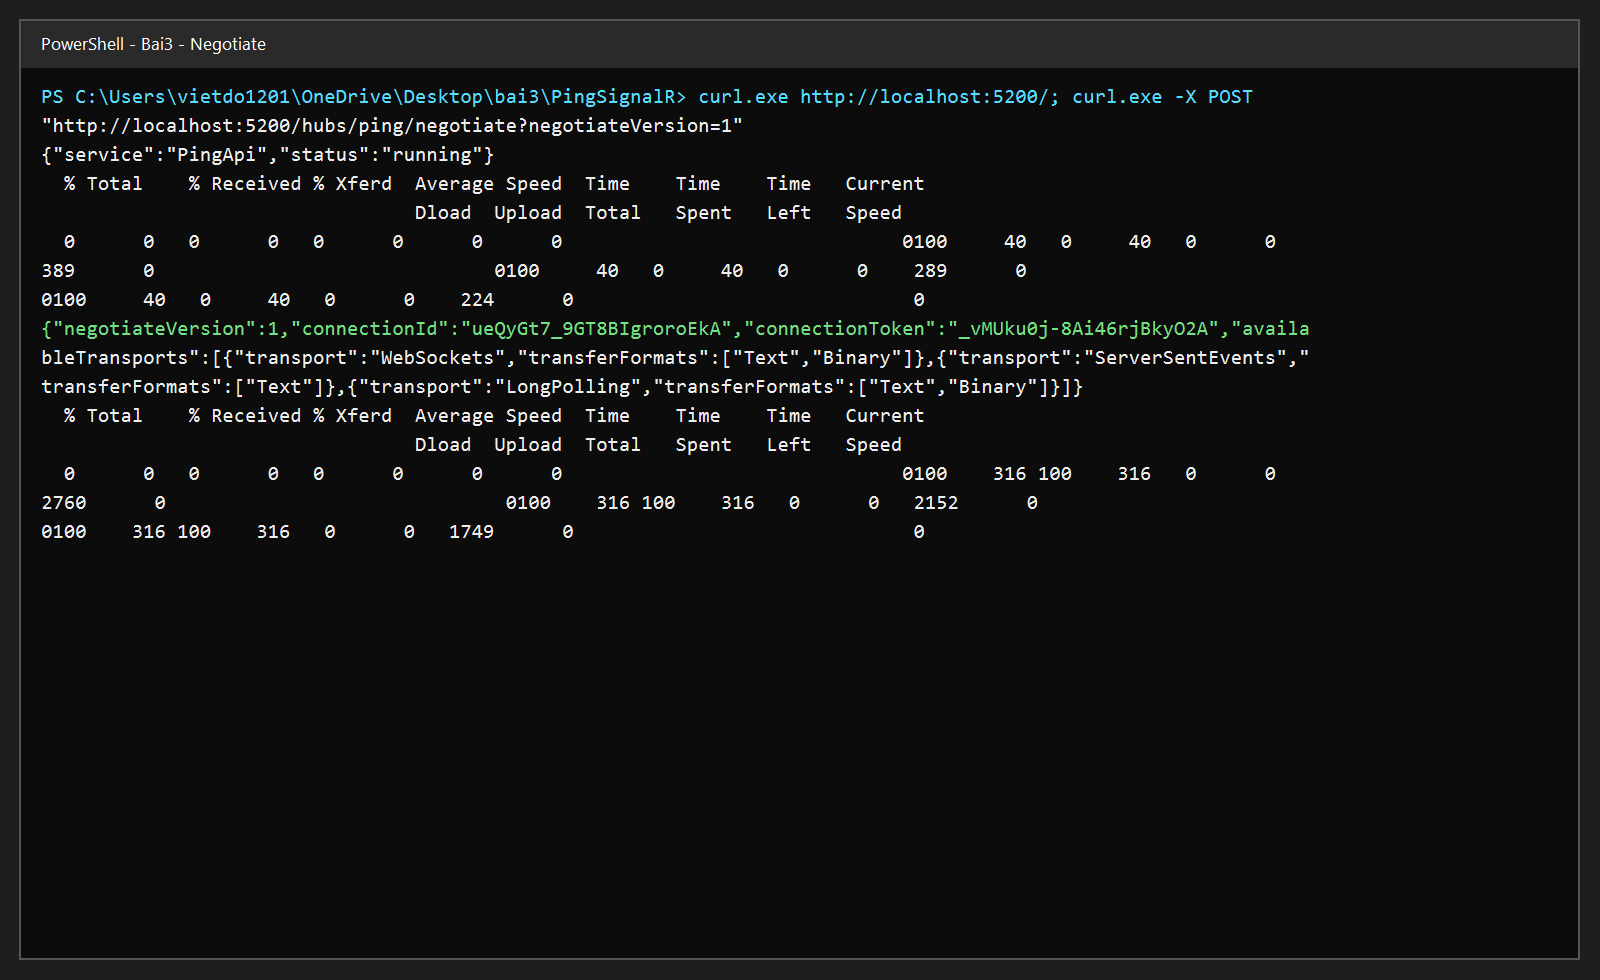 PowerShell - Bai3 - Negotiate
PS C:\Users\vietdo1201\OneDrive\Desktop\bai3\PingSignalR> curl.exe http://localhost:5200/; curl.exe -X POST
"http://localhost:5200/hubs/ping/negotiate?negotiateVersion=1"
{"service":"PingApi","status":"running"}
  % Total    % Received % Xferd  Average Speed  Time    Time    Time   Current
                                 Dload  Upload  Total   Spent   Left   Speed
  0      0   0      0   0      0      0      0                              0100     40   0     40   0      0
389      0                              0100     40   0     40   0      0    289      0
0100     40   0     40   0      0    224      0                              0
{"negotiateVersion":1,"connectionId":"ueQyGt7_9GT8BIgroroEkA","connectionToken":"_vMUku0j-8Ai46rjBkyO2A","availa
bleTransports":[{"transport":"WebSockets","transferFormats":["Text","Binary"]},{"transport":"ServerSentEvents","
transferFormats":["Text"]},{"transport":"LongPolling","transferFormats":["Text","Binary"]}]}
  % Total    % Received % Xferd  Average Speed  Time    Time    Time   Current
                                 Dload  Upload  Total   Spent   Left   Speed
  0      0   0      0   0      0      0      0                              0100    316 100    316   0      0
2760      0                              0100    316 100    316   0      0   2152      0
0100    316 100    316   0      0   1749      0                              0